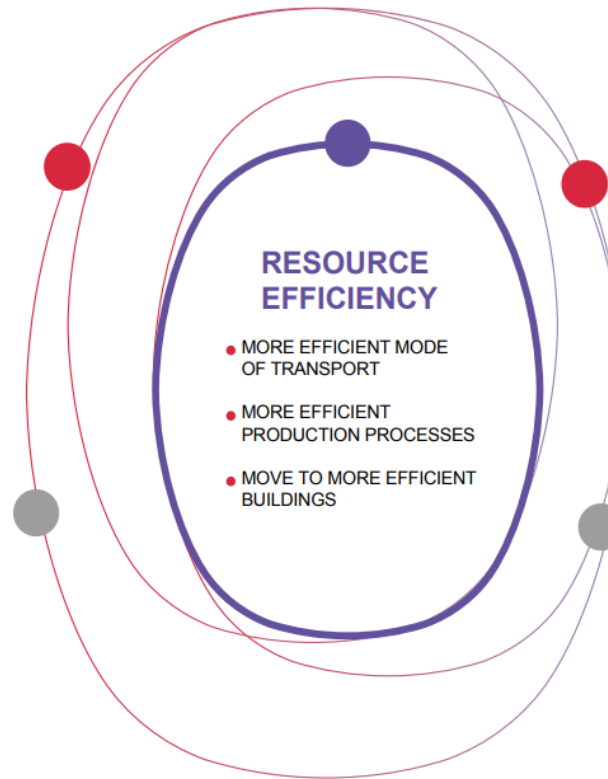 RESOURCE
EFFICIENCY
MORE EFFICIENT MODE
OF TRANSPORT
MORE EFFICIENT
PRODUCTION PROCESSES
MOVE TO MORE EFFICIENT
BUILDINGS